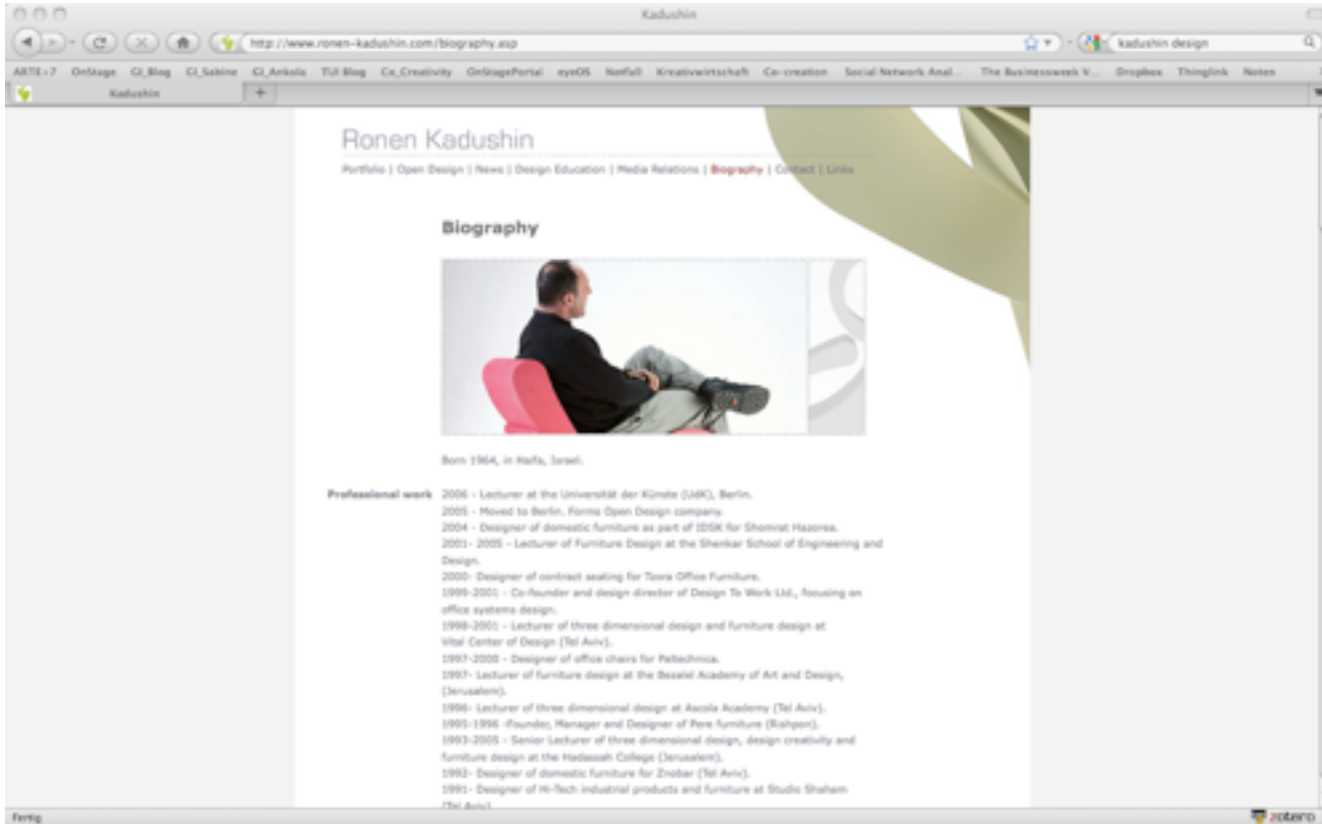 Kadushin
http://www.ronen-kadushin.com/biography.asp
kadushin design
ARTE+7 OnStage CI_Blog CI_Sabine CI_Ankola TUI Blog Co_Creativity OnStagePortal eyeOS Notfall Kreativwirtschaft Co-creation Social Network Anal... The Businessweek V... Dropbox Thinglink Noten
Kadushin
Ronen Kadushin
Portfolio | Open Design | News | Design Education | Media Relations | Biography | Contact | Links
Biography
Born 1964, in Haifa, Israel.
Professional work 2006 - Lecturer at the Universität der Künste (UdK), Berlin.
2005 - Moved to Berlin. Forms Open Design company.
2004 - Designer of domestic furniture as part of IDSK for Shomrat Hazorea.
2001- 2005 - Lecturer of Furniture Design at the Shenkar School of Engineering and
Design.
2000- Designer of contract seating for Tzora Office Furniture.
1999-2001 - Co-founder and design director of Design To Work Ltd., focusing on
office systems design.
1998-2001 - Lecturer of three dimensional design and furniture design at
Vital Center of Design (Tel Aviv).
1997-2000 - Designer of office chairs for Paltechnica.
1997- Lecturer of furniture design at the Bezalel Academy of Art and Design,
(Jerusalem).
1996- Lecturer of three dimensional design at Ascola Academy (Tel Aviv).
1995-1996 -Founder, Manager and Designer of Pere furniture (Rishpon).
1993-2005 - Senior Lecturer of three dimensional design, design creativity and
furniture design at the Hadassah College (Jerusalem).
1992- Designer of domestic furniture for Znobar (Tel Aviv).
1991- Designer of Hi-Tech industrial products and furniture at Studio Shaham
(Tel Aviv)
Fertig
zotero